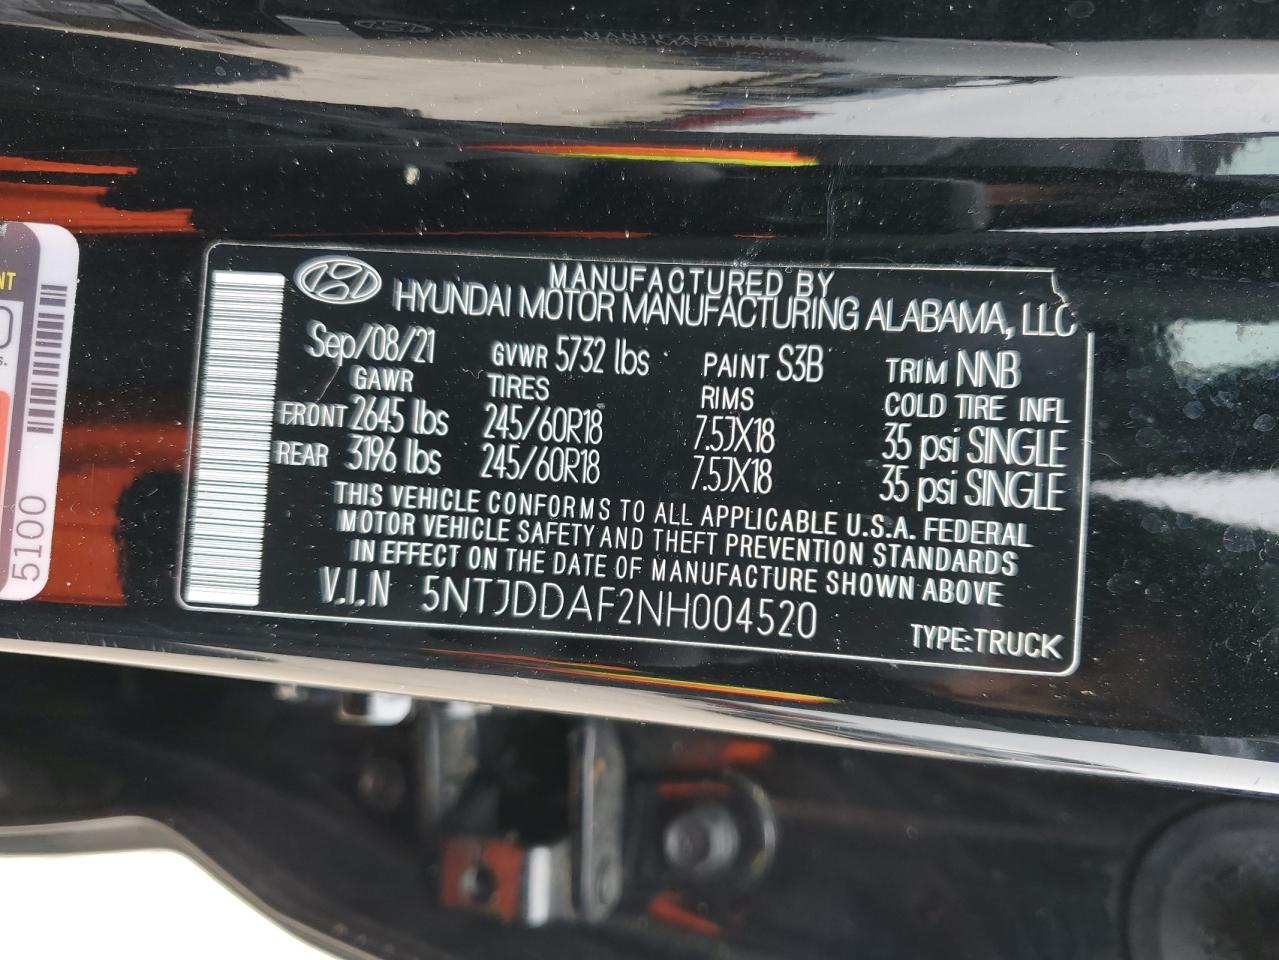 MANUFACTURED BY
HYUNDAI MOTOR MANUFACTURING ALABAMA, LLC
Sep/08/21 GVWR 5732 lbs PAINT S3B TRIM NNB
GAWR TIRES RIMS COLD TIRE INFL
FRONT 2645 lbs 245/60R18 7.5JX18 35 psi SINGLE
REAR 3196 lbs 245/60R18 7.5JX18 35 psi SINGLE
THIS VEHICLE CONFORMS TO ALL APPLICABLE U.S.A. FEDERAL
MOTOR VEHICLE SAFETY AND THEFT PREVENTION STANDARDS
IN EFFECT ON THE DATE OF MANUFACTURE SHOWN ABOVE
V.I.N 5NTJDDAF2NH004520
TYPE:TRUCK
5100